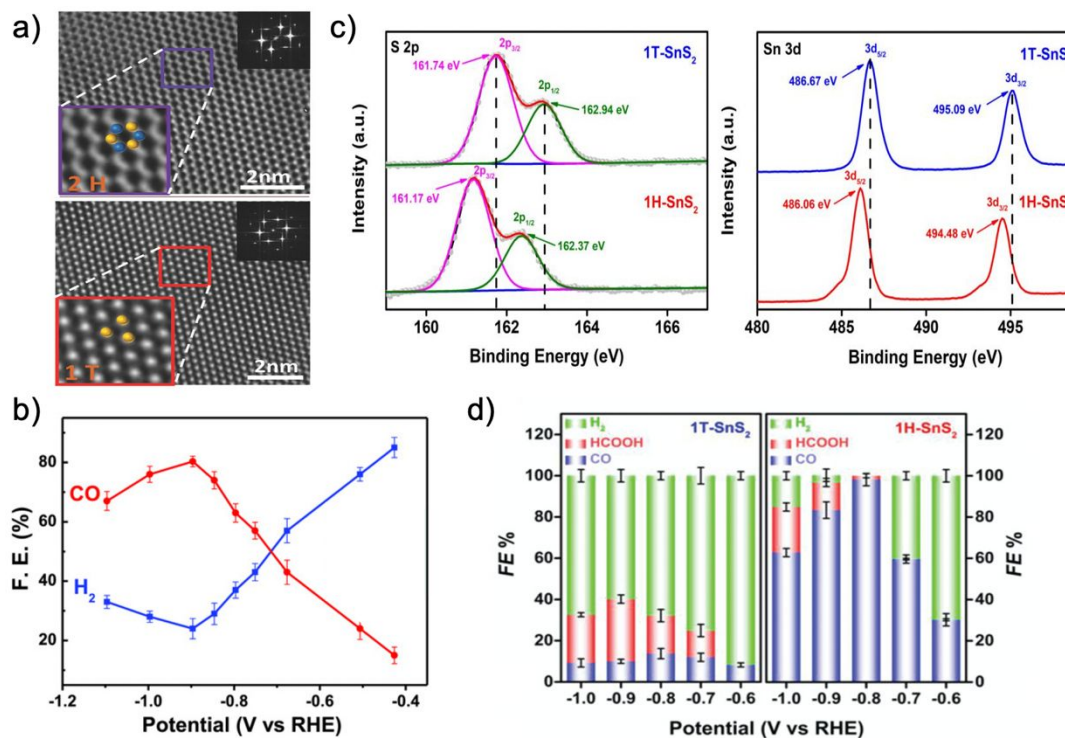 a)
2 H
2nm
1 T
2nm
b)
F. E. (%)
80
60
40
20
0
CO
H₂
-1.2
-1.0
-0.8
-0.6
-0.4
Potential (V vs RHE)
c)
S 2p
2p₃/₂
161.74 eV
2p₁/₂
162.94 eV
1T-SnS₂
Intensity (a.u.)
2p₃/₂
161.17 eV
2p₁/₂
162.37 eV
1H-SnS₂
160
162
164
166
Binding Energy (eV)
Sn 3d
3d₅/₂
486.67 eV
3d₃/₂
495.09 eV
1T-SnS₂
Intensity (a.u.)
3d₅/₂
486.06 eV
3d₃/₂
494.48 eV
1H-SnS₂
480
485
490
495
Binding Energy (eV)
d)
FE %
120
100
80
60
40
20
0
H₂
HCOOH
CO
1T-SnS₂
-1.0 -0.9 -0.8 -0.7 -0.6
H₂
HCOOH
CO
1H-SnS₂
-1.0 -0.9 -0.8 -0.7 -0.6
120
100
80
60
40
20
0
FE %
Potential (V vs RHE)